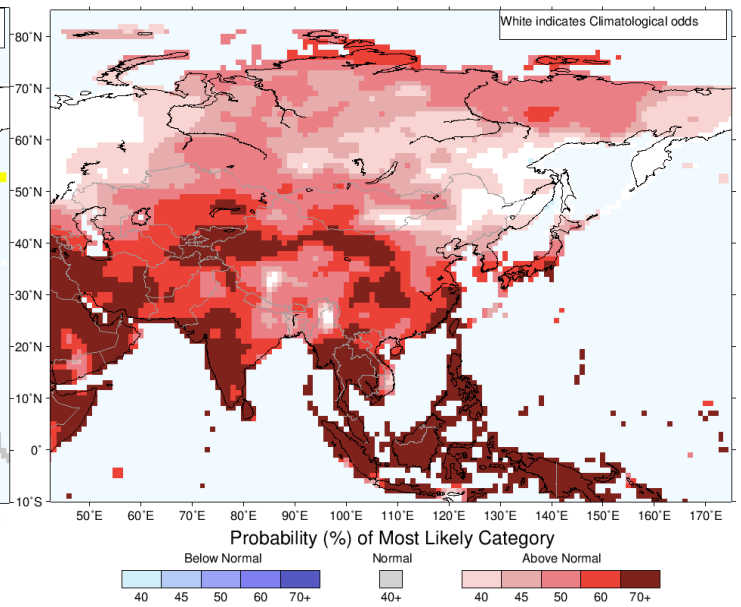 White indicates Climatological odds
80°N
70°N
60°N
50°N
40°N
30°N
20°N
10°N
0°
10°S
50°E 60°E 70°E 80°E 90°E 100°E 110°E 120°E 130°E 140°E 150°E 160°E 170°E
Probability (%) of Most Likely Category
Below Normal Normal Above Normal
40 45 50 60 70+ 40+ 40 45 50 60 70+